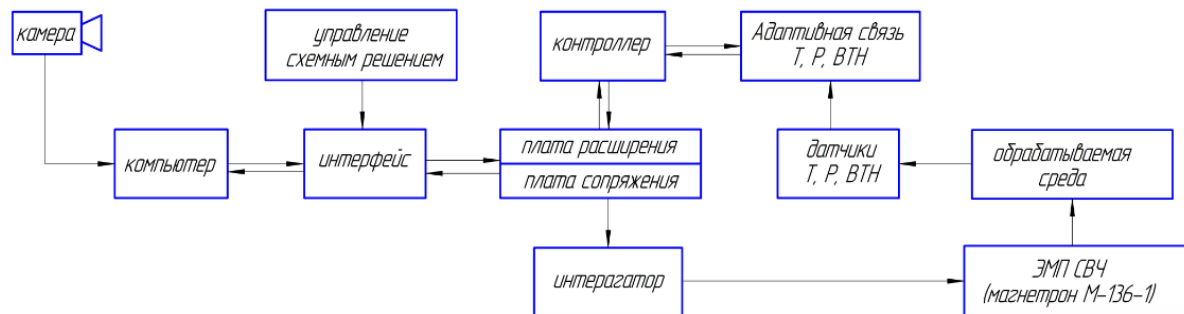 камера
управление
схемным решением
контроллер
Адаптивная связь
Т, Р, ВТН
компьютер
интерфейс
плата расширения
плата сопряжения
датчики
Т, Р, ВТН
обрабатываемая
среда
интерагатор
ЭМП СВЧ
(магнетрон М-136-1)